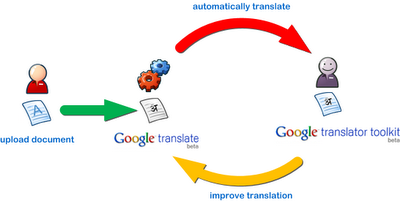 automatically translate
A
अ
अ
upload document
Google translate
beta
Google translator toolkit
beta
improve translation